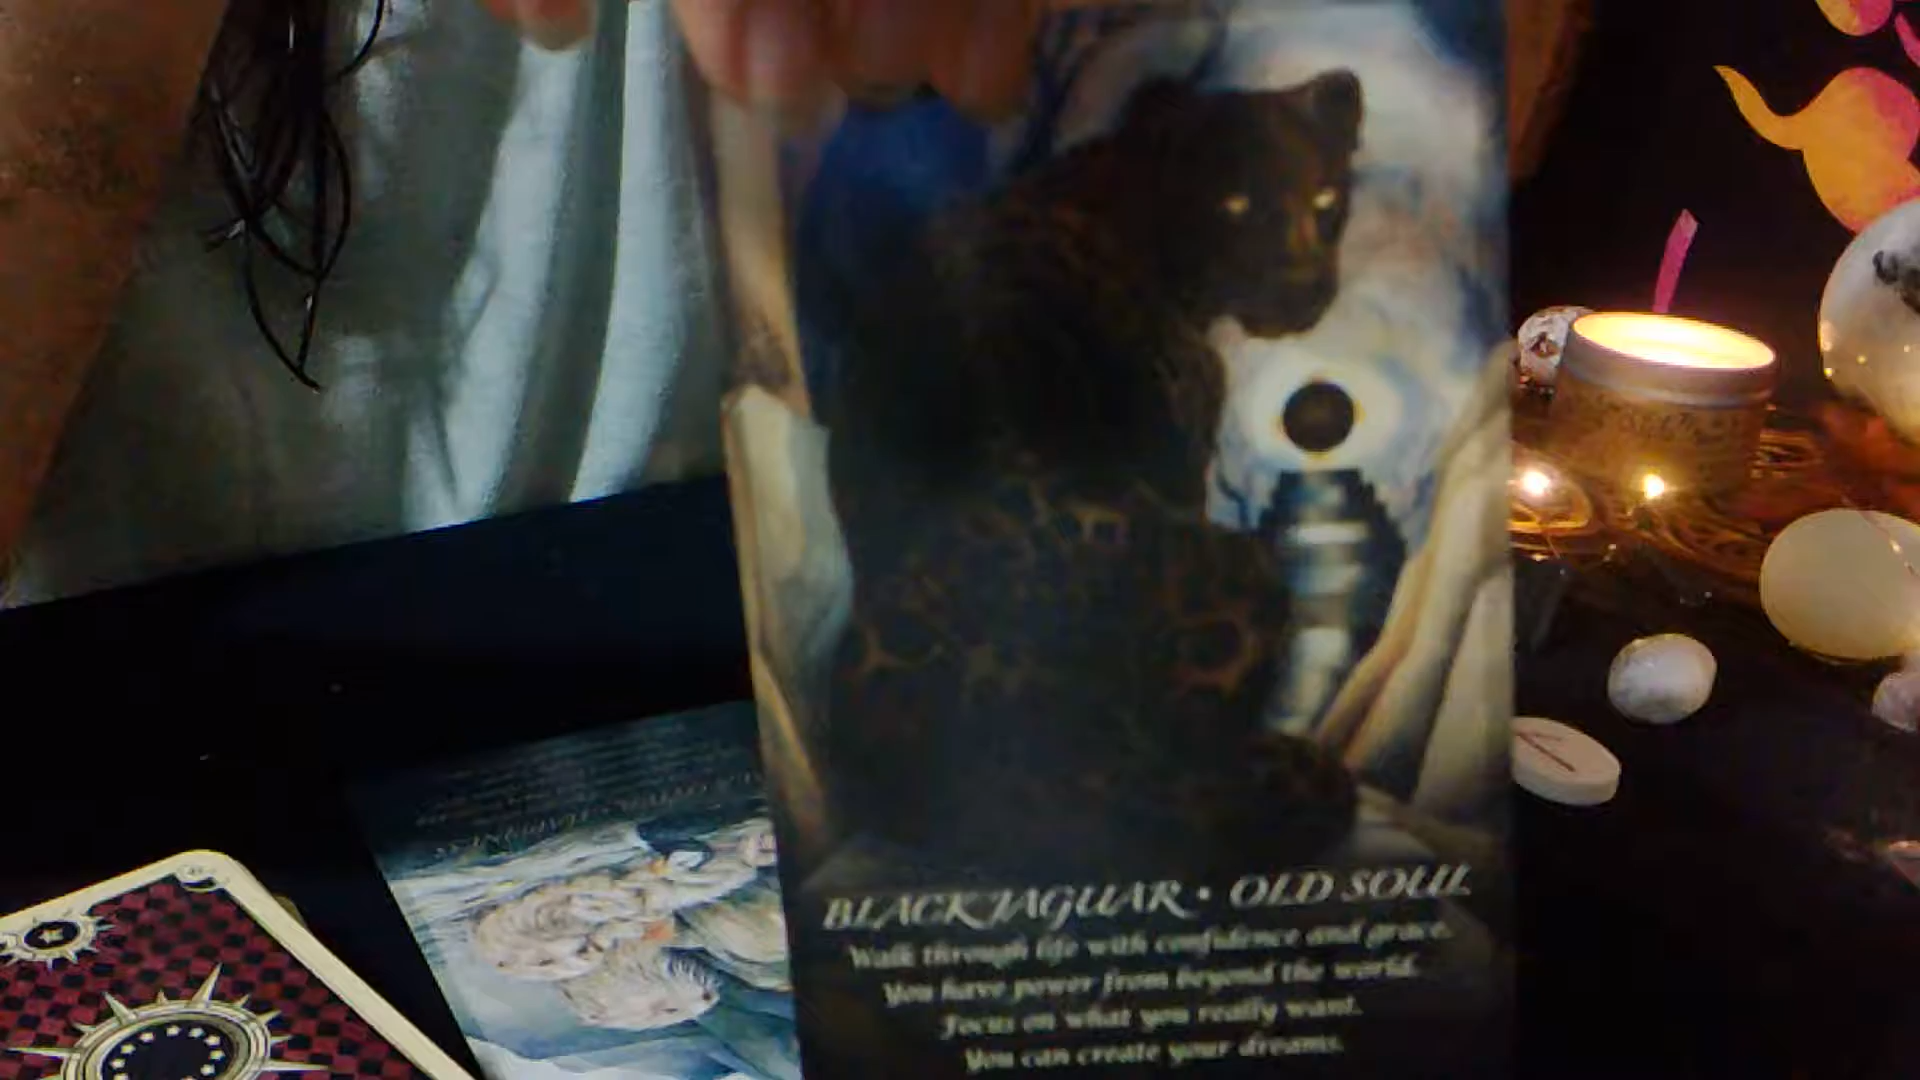 BLACK JAGUAR • OLD SOUL
Walk through life with confidence and grace.
You have power from beyond the world.
Focus on what you really want.
You can create your dreams.